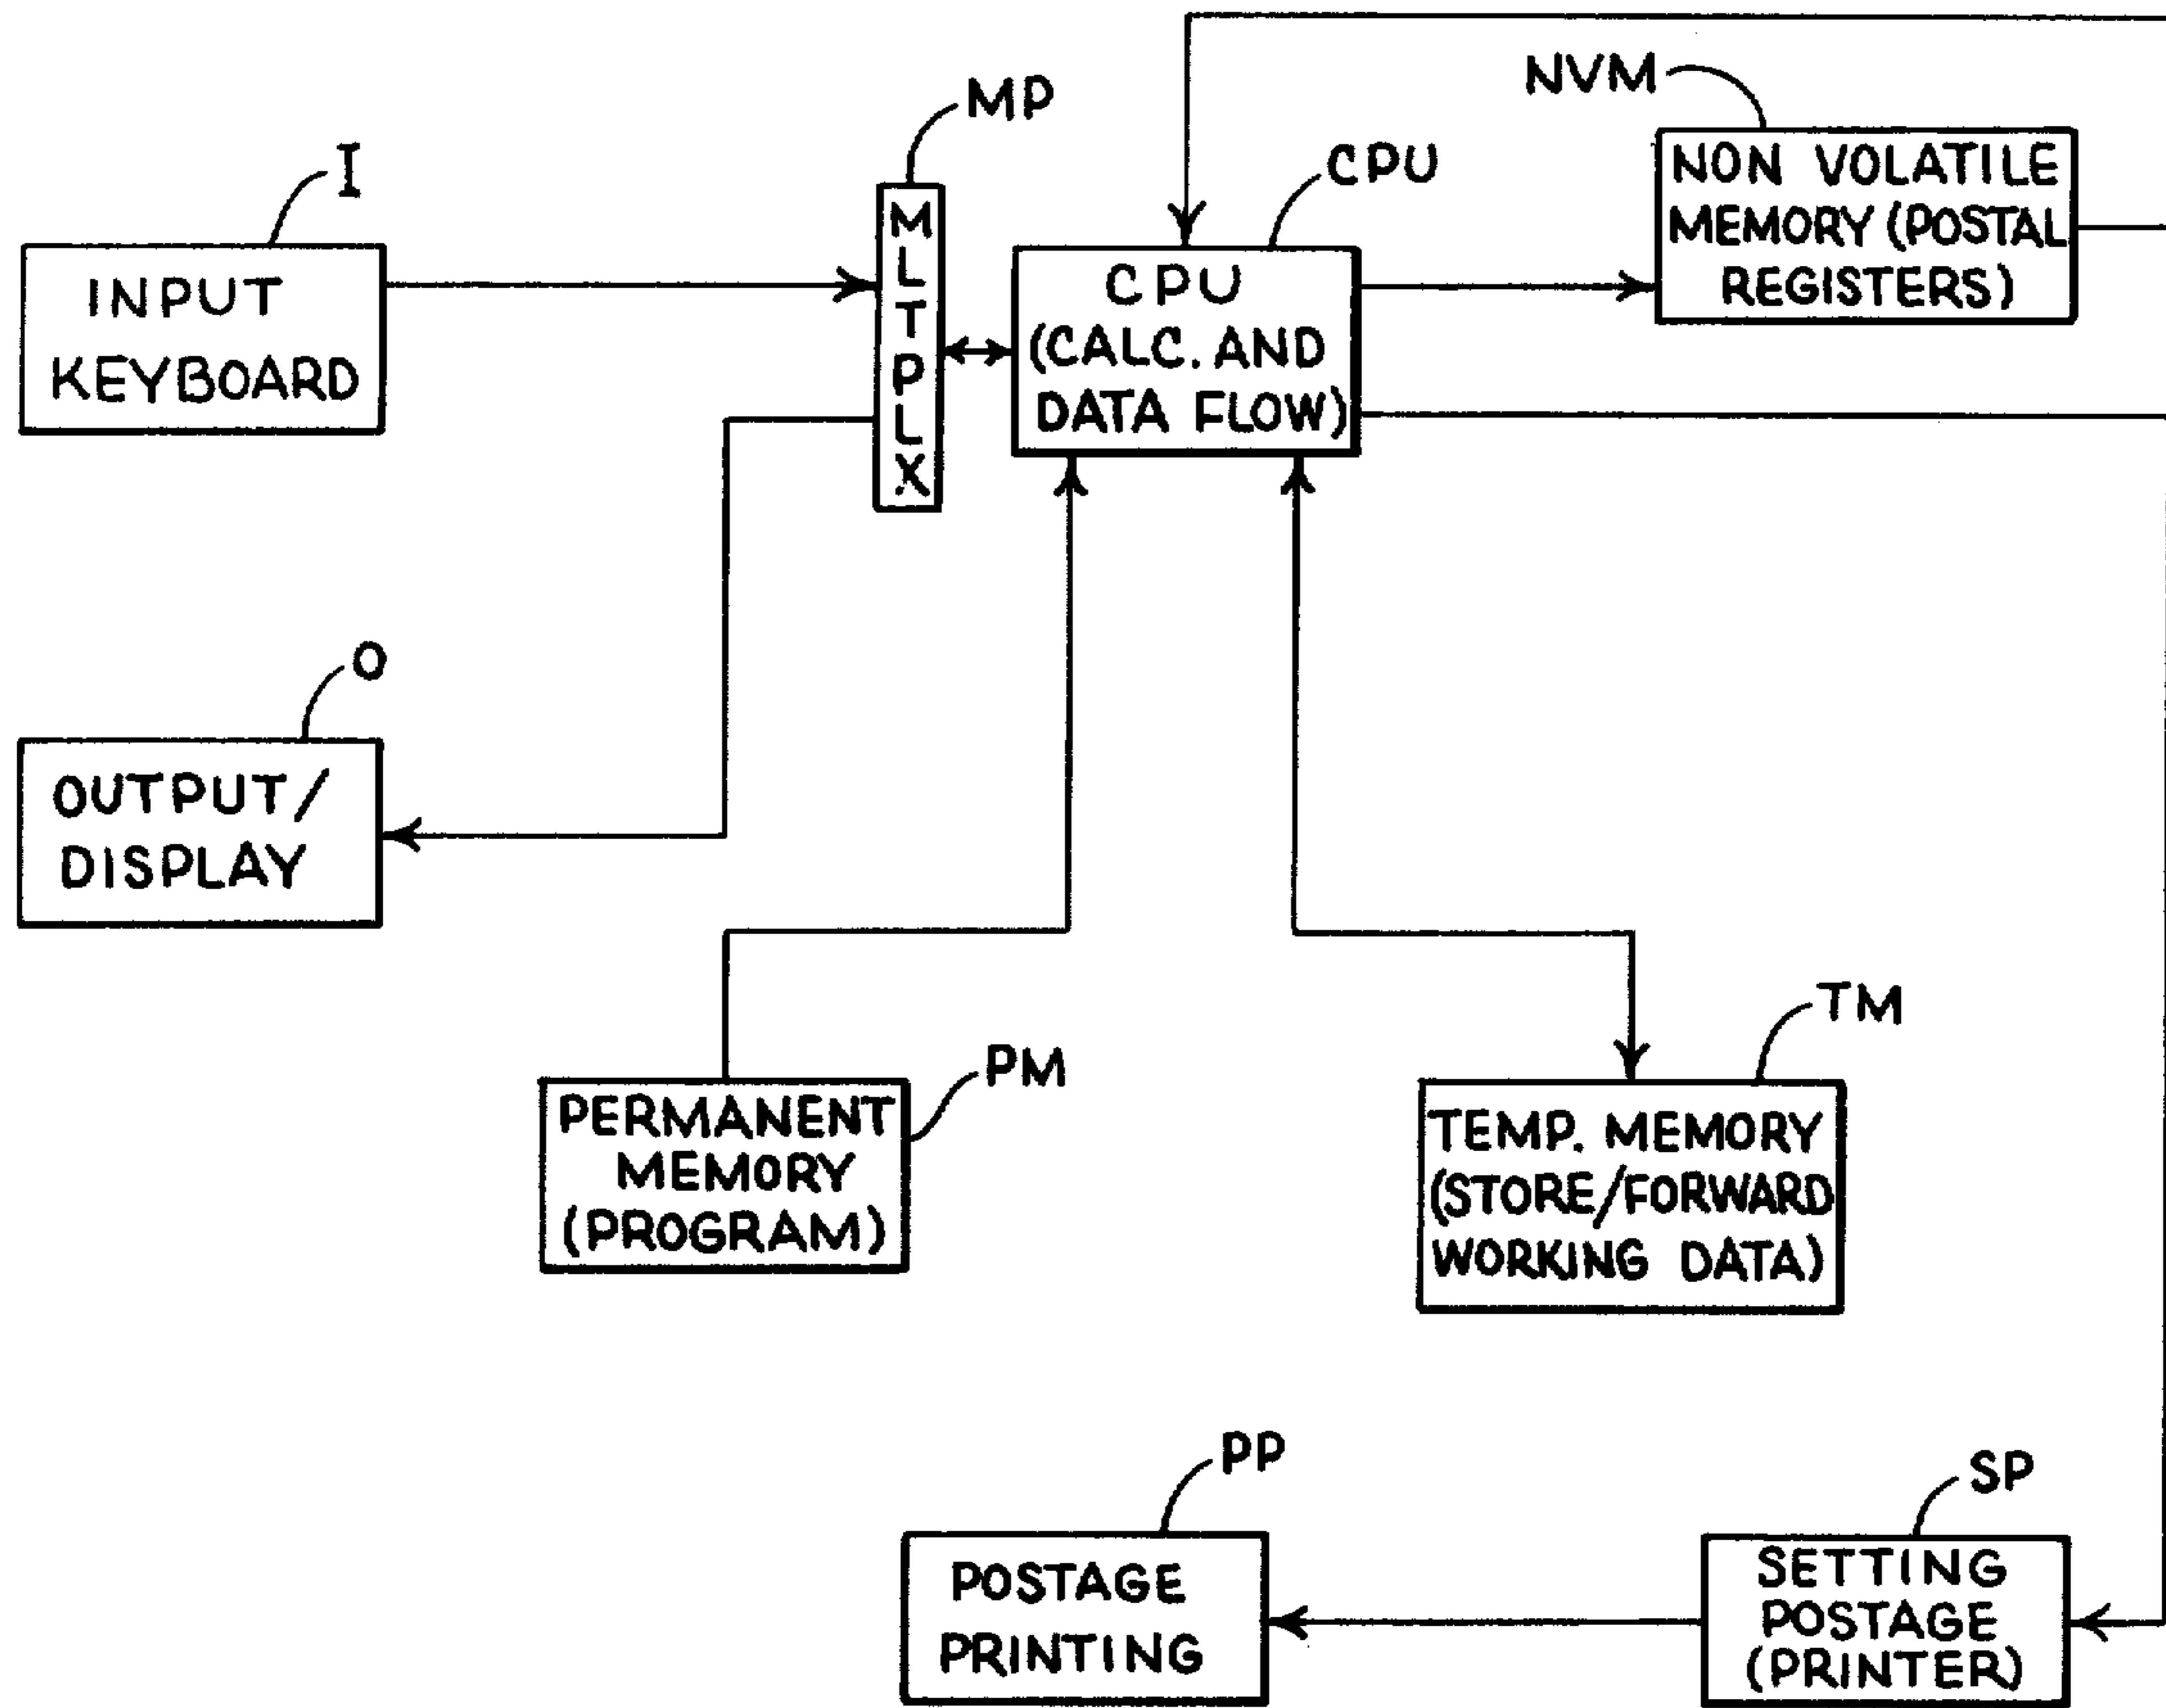 MP
NVM
I
CPU
INPUT
KEYBOARD
MLTPLX
CPU
(CALC. AND
DATA FLOW)
NON VOLATILE
MEMORY (POSTAL
REGISTERS)
O
OUTPUT/
DISPLAY
PM
PERMANENT
MEMORY
(PROGRAM)
TM
TEMP. MEMORY
(STORE/FORWARD
WORKING DATA)
PP
POSTAGE
PRINTING
SP
SETTING
POSTAGE
(PRINTER)